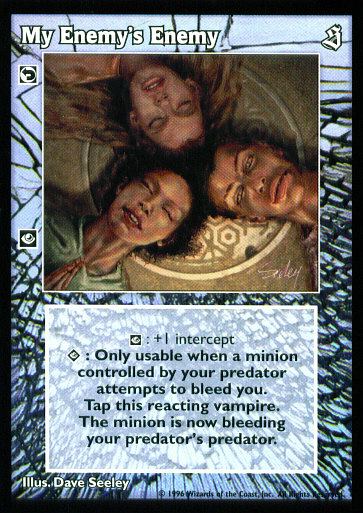 My Enemy's Enemy
Seeley
: +1 intercept
: Only usable when a minion
controlled by your predator
attempts to bleed you.
Tap this reacting vampire.
The minion is now bleeding
your predator's predator.
Illus. Dave Seeley
© 1996 Wizards of the Coast, Inc. All Rights Reserved.